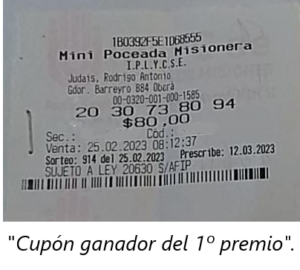 1B0392F5E1D68555
Mini Poceada Misionera
I.P.L.Y.C.S.E.
Judais, Rodrigo Antonio
Gdor. Barreyro 884 Oberá
00-0320-001-000-1585
20 30 73 80 94
$80.00
Sec.: Cód.:
Venta: 25.02.2023 08:12:37
Sorteo: 914 del 25.02.2023 Prescribe: 12.03.2023
SUJETO A LEY 20630 S/AFIP
"Cupón ganador del 1º premio".